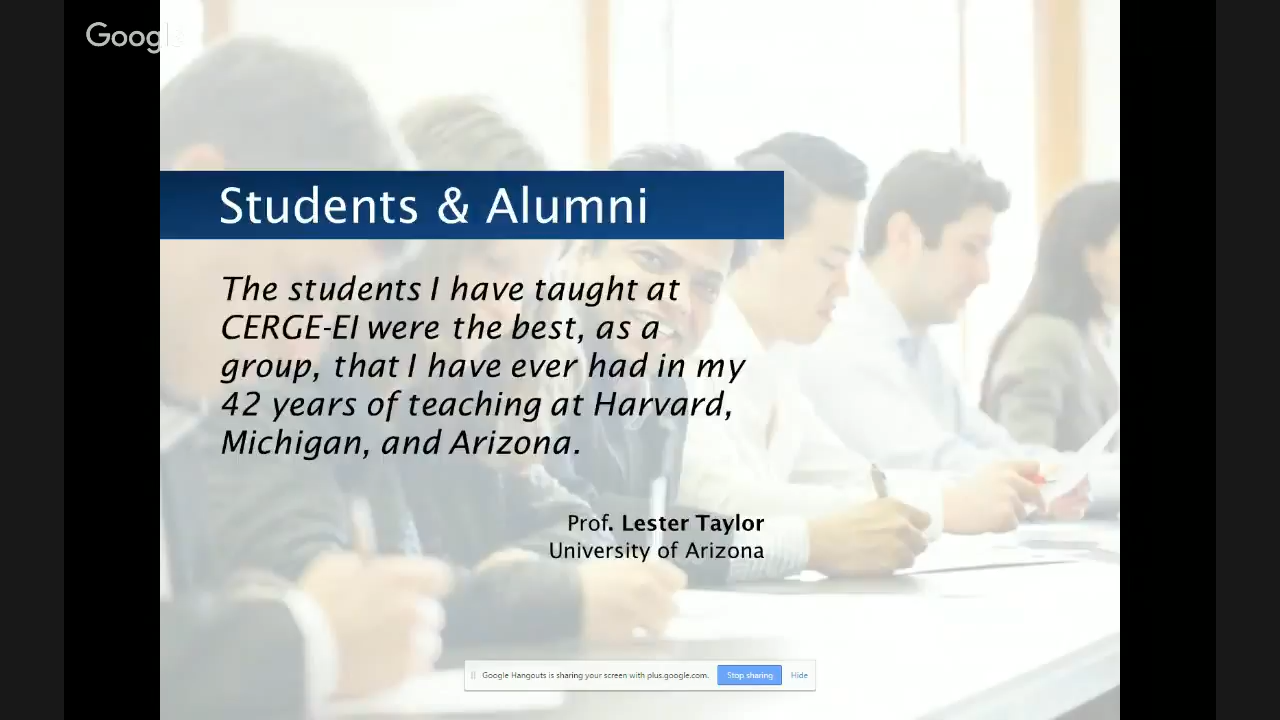 Google
Students & Alumni
The students I have taught at
CERGE-EI were the best, as a
group, that I have ever had in my
42 years of teaching at Harvard,
Michigan, and Arizona.
Prof. Lester Taylor
University of Arizona
Google Hangouts is sharing your screen with plus.google.com.
Stop sharing
Hide